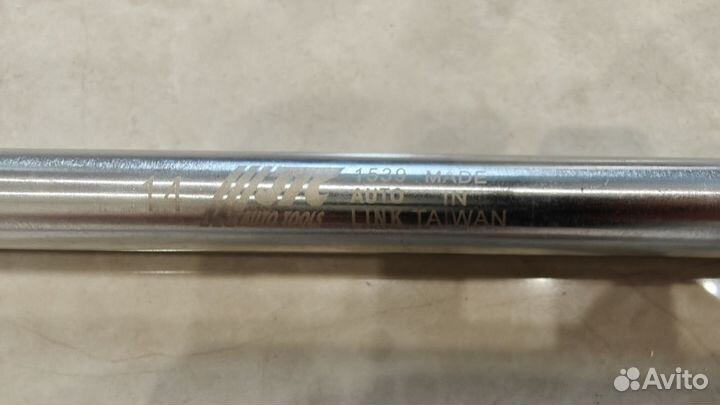 14 JTC 1539 MADE
AUTO TOOLS AUTO IN
LINK TAIWAN
Avito